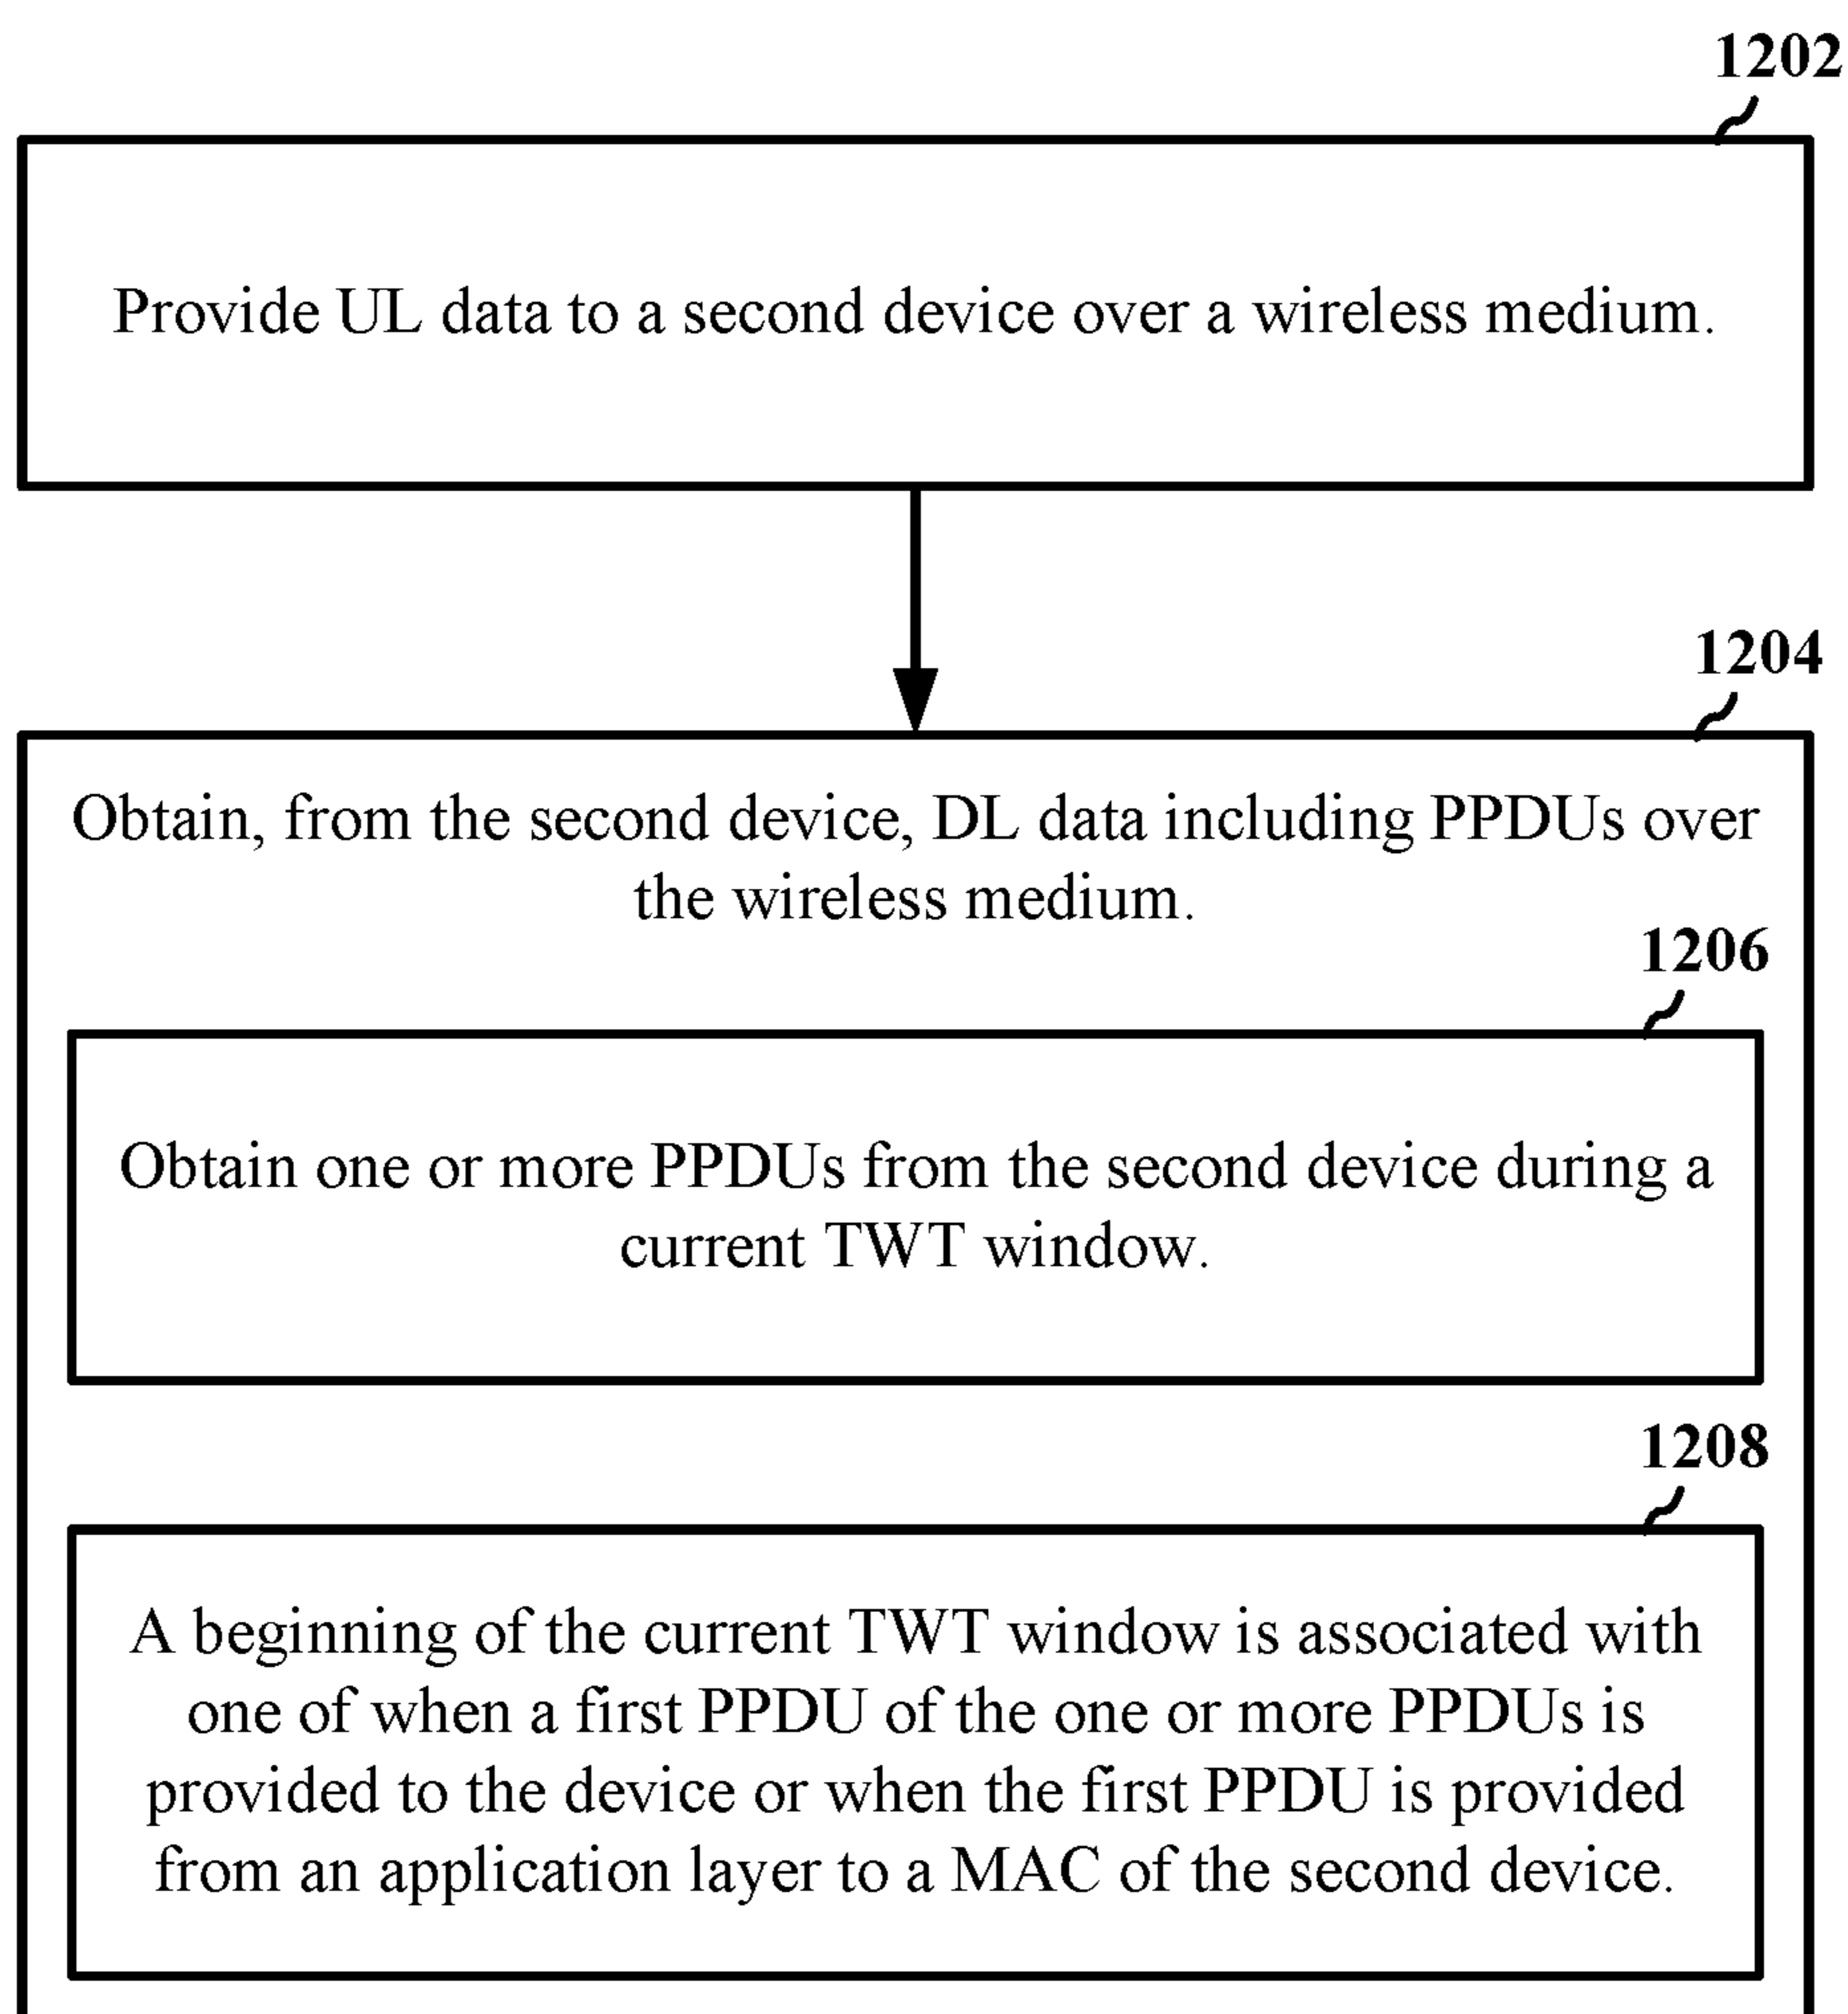 1202
Provide UL data to a second device over a wireless medium.
1204
Obtain, from the second device, DL data including PPDUs over
the wireless medium.
1206
Obtain one or more PPDUs from the second device during a
current TWT window.
1208
A beginning of the current TWT window is associated with
one of when a first PPDU of the one or more PPDUs is
provided to the device or when the first PPDU is provided
from an application layer to a MAC of the second device.